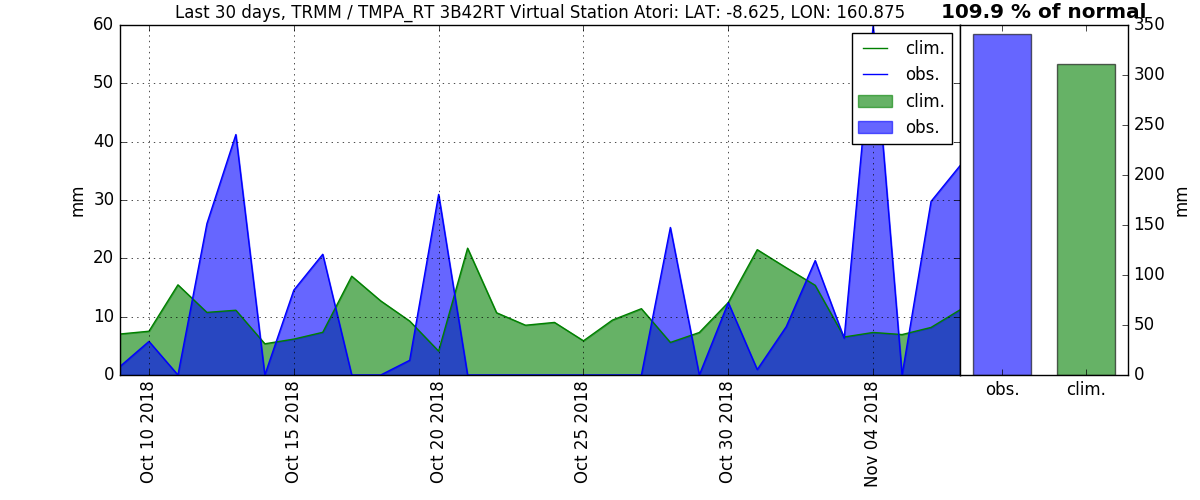 Last 30 days, TRMM / TMPA_RT 3B42RT Virtual Station Atori: LAT: -8.625, LON: 160.875
109.9 % of normal
60
50
40
30
20
10
0
mm
clim.
obs.
clim.
obs.
350
300
250
200
150
100
50
0
mm
Oct 10 2018
Oct 15 2018
Oct 20 2018
Oct 25 2018
Oct 30 2018
Nov 04 2018
obs.
clim.